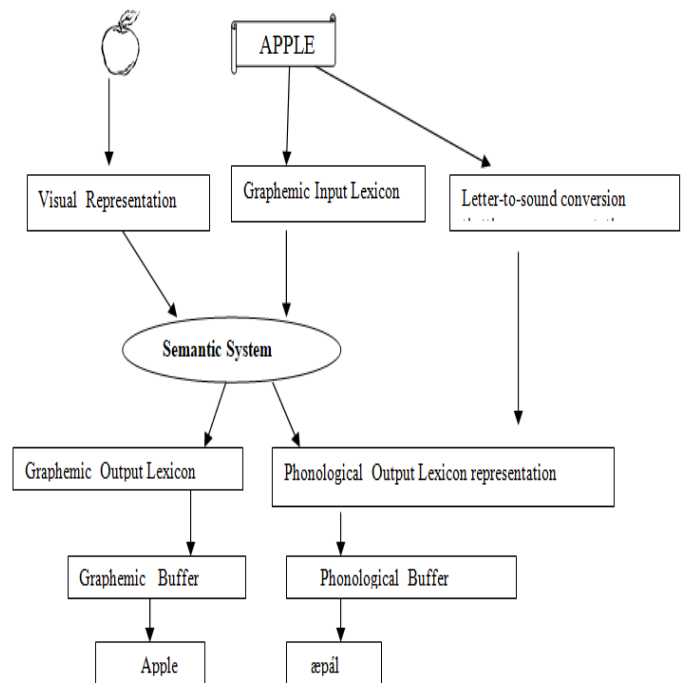 APPLE
Visual Representation
Graphemic Input Lexicon
Letter-to-sound conversion
Semantic System
Graphemic Output Lexicon
Phonological Output Lexicon representation
Graphemic Buffer
Phonological Buffer
Apple
æpál